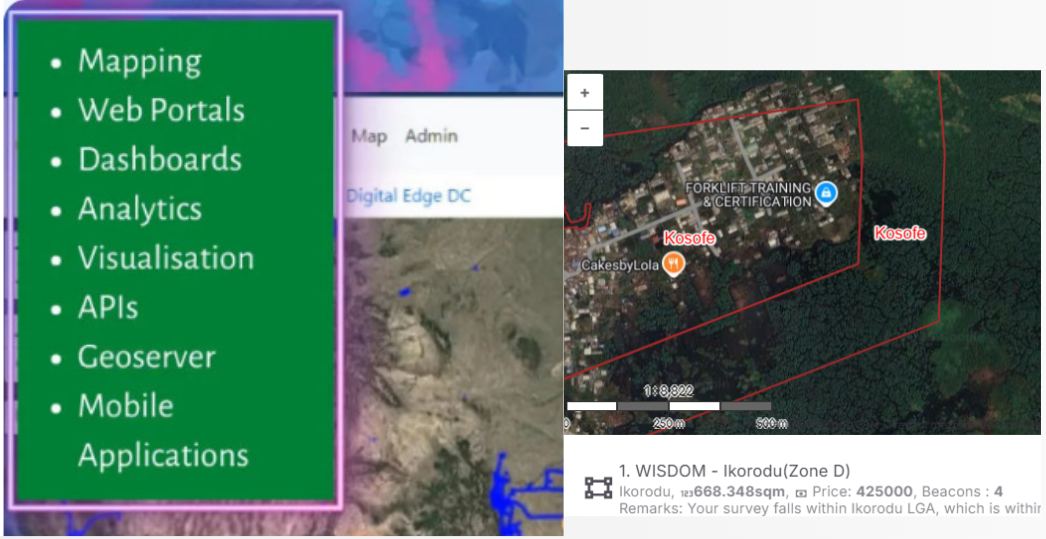 • Mapping
• Web Portals
• Dashboards
• Analytics
• Visualisation
• APIs
• Geoserver
• Mobile
Applications
Map Admin
Digital Edge DC
+
−
FORKLIFT TRAINING
& CERTIFICATION
Kosofe
Kosofe
CakesbyLola
1 : 8,822
0 250 m 500 m
1. WISDOM - Ikorodu(Zone D)
Ikorodu, 668.348sqm, Price: 425000, Beacons : 4
Remarks: Your survey falls within Ikorodu LGA, which is within